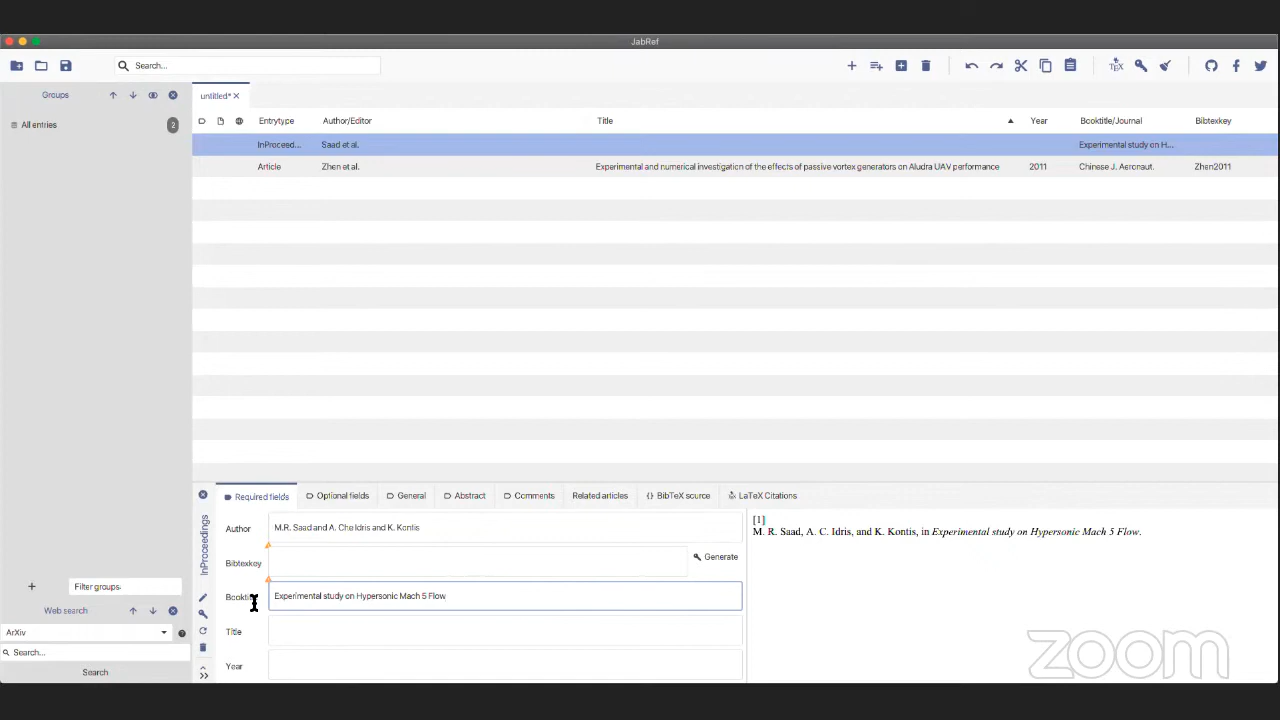 JabRef
Search...
Groups
untitled*
All entries
2
Entrytype Author/Editor Title Year Booktitle/Journal Bibtexkey
InProceed... Saad et al. Experimental study on H...
Article Zhen et al. Experimental and numerical investigation of the effects of passive vortex generators on Aludra UAV performance 2011 Chinese J. Aeronaut. Zhen2011
Filter groups
Web search
ArXiv
Search...
Search
Required fields Optional fields General Abstract Comments Related articles {} BibTeX source LaTeX Citations
InProceedings
Author M.R. Saad and A. Che Idris and K. Kontis
Bibtexkey Generate
Experimental study on Hypersonic Mach 5 Flow
Title
Year
[1]
M. R. Saad, A. C. Idris, and K. Kontis, in Experimental study on Hypersonic Mach 5 Flow.
zoom